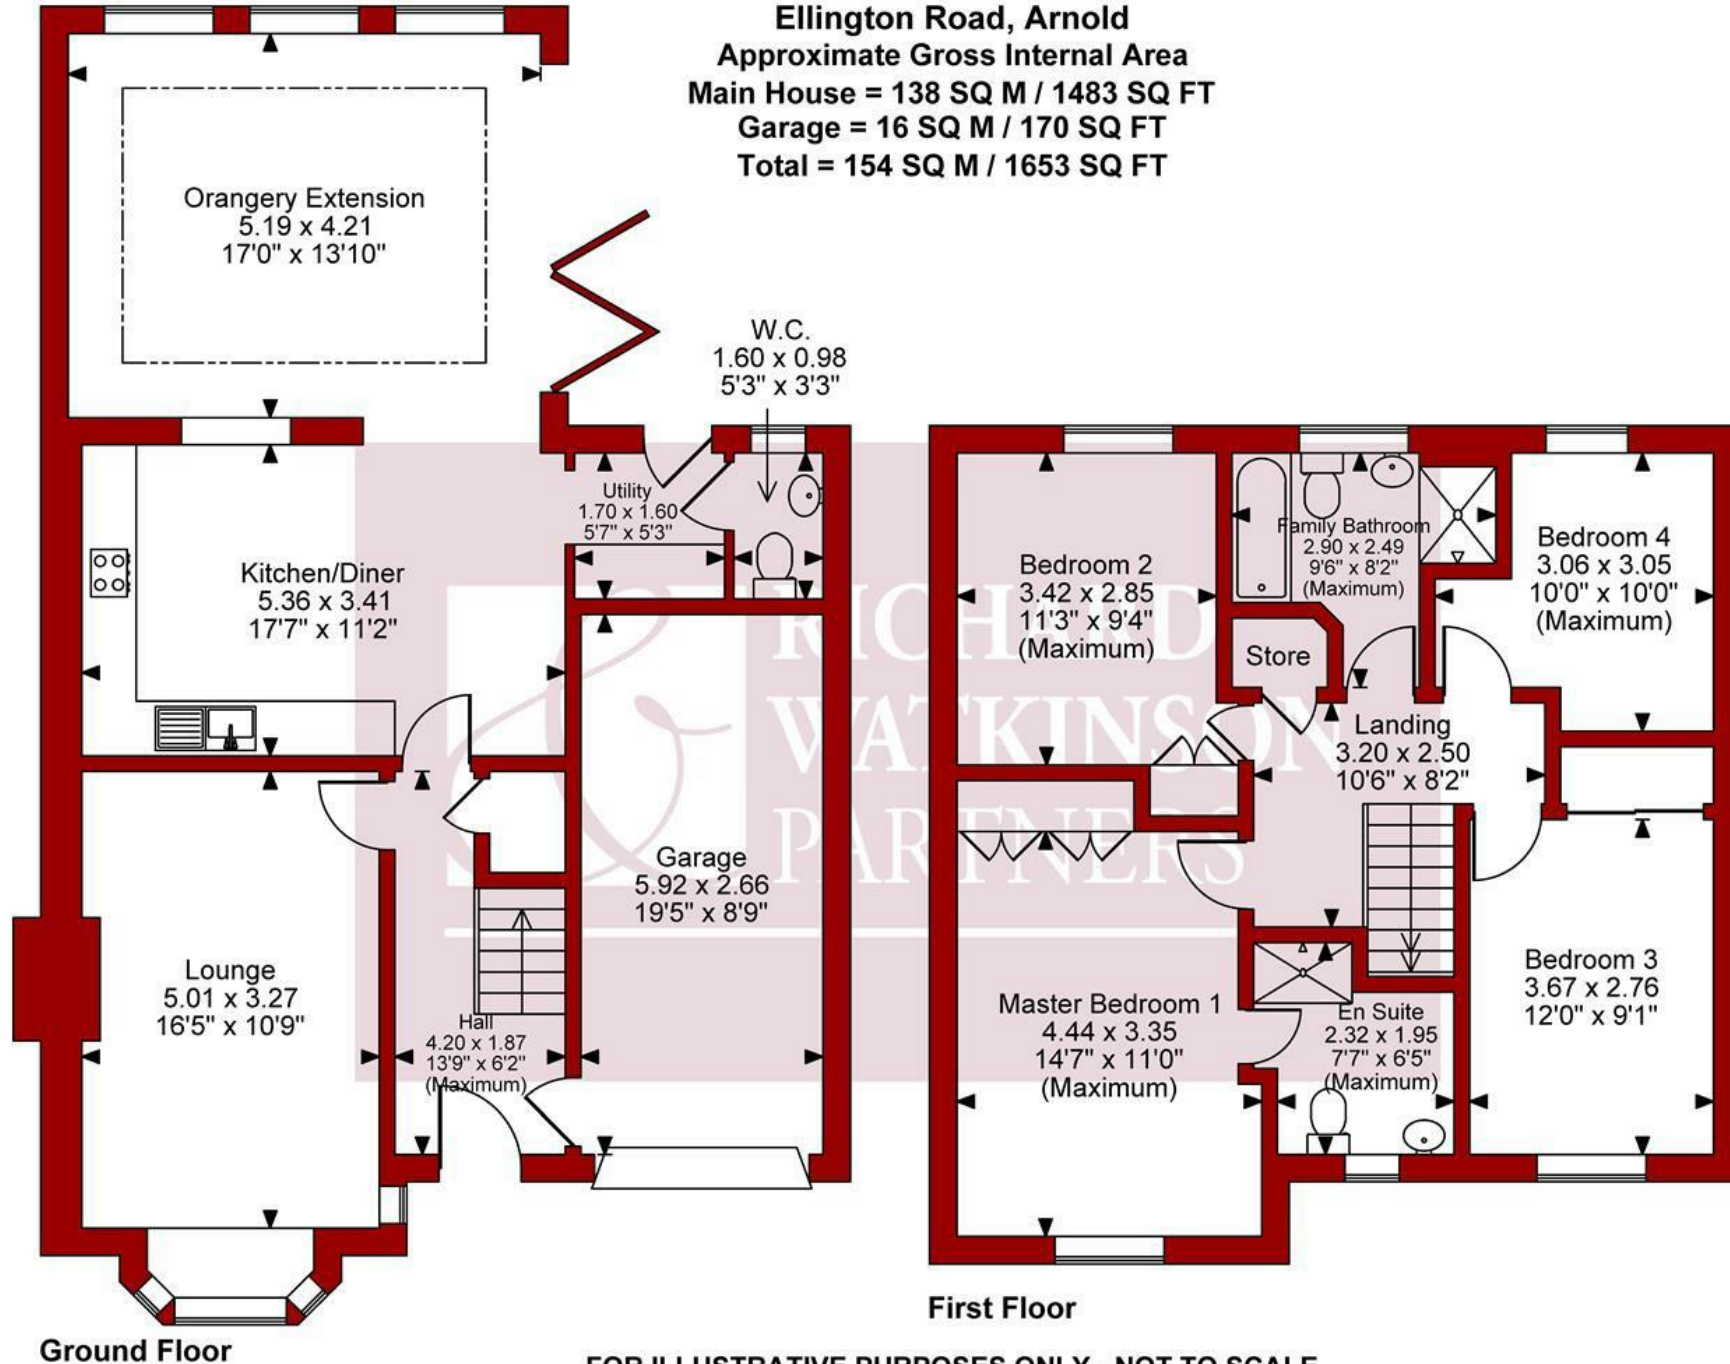 Ellington Road, Arnold
Approximate Gross Internal Area
Main House = 138 SQ M / 1483 SQ FT
Garage = 16 SQ M / 170 SQ FT
Total = 154 SQ M / 1653 SQ FT
Orangery Extension
5.19 x 4.21
17'0" x 13'10"
W.C.
1.60 x 0.98
5'3" x 3'3"
Utility
1.70 x 1.60
5'7" x 5'3"
Kitchen/Diner
5.36 x 3.41
17'7" x 11'2"
Garage
5.92 x 2.66
19'5" x 8'9"
Lounge
5.01 x 3.27
16'5" x 10'9"
Hall
4.20 x 1.87
13'9" x 6'2"
(Maximum)
Ground Floor
RICHARD
WATKINSON
PARTNERS
&
Family Bathroom
2.90 x 2.49
9'6" x 8'2"
(Maximum)
Bedroom 4
3.06 x 3.05
10'0" x 10'0"
(Maximum)
Bedroom 2
3.42 x 2.85
11'3" x 9'4"
(Maximum)
Store
Landing
3.20 x 2.50
10'6" x 8'2"
Master Bedroom 1
4.44 x 3.35
14'7" x 11'0"
(Maximum)
En Suite
2.32 x 1.95
7'7" x 6'5"
(Maximum)
Bedroom 3
3.67 x 2.76
12'0" x 9'1"
First Floor
FOR ILLUSTRATIVE PURPOSES ONLY - NOT TO SCALE